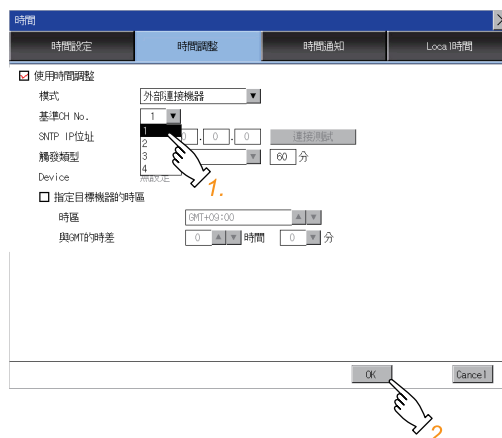 時間
時間設定 時間調整 時間通知 Local時間
使用時間調整
模式 外部連接機器
基準CH No. 1
1
2
3
4
SNTP IP位址 0 . 0 . 0 連接測試
觸發類型 60 分
Device 無設定
1.
指定目標機器的時區
時區 GMT+09:00
與GMT的時差 0 時間 0 分
OK Cancel
2